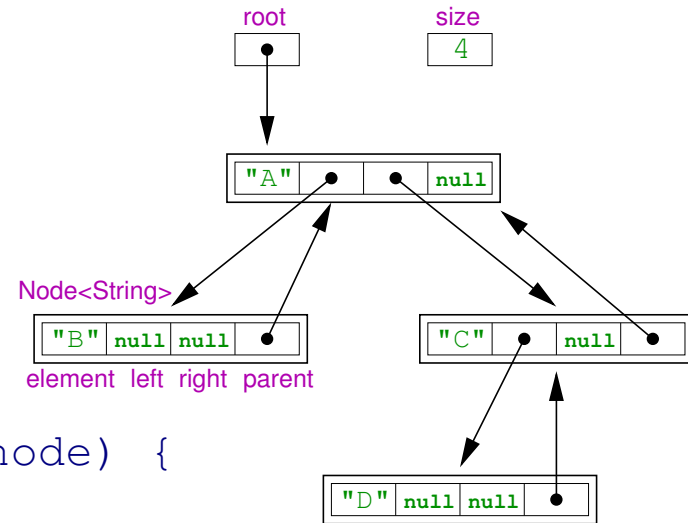 root size
4
"A" null
Node<String>
"B" null null "C" null
element left right parent
node) {
"D" null null